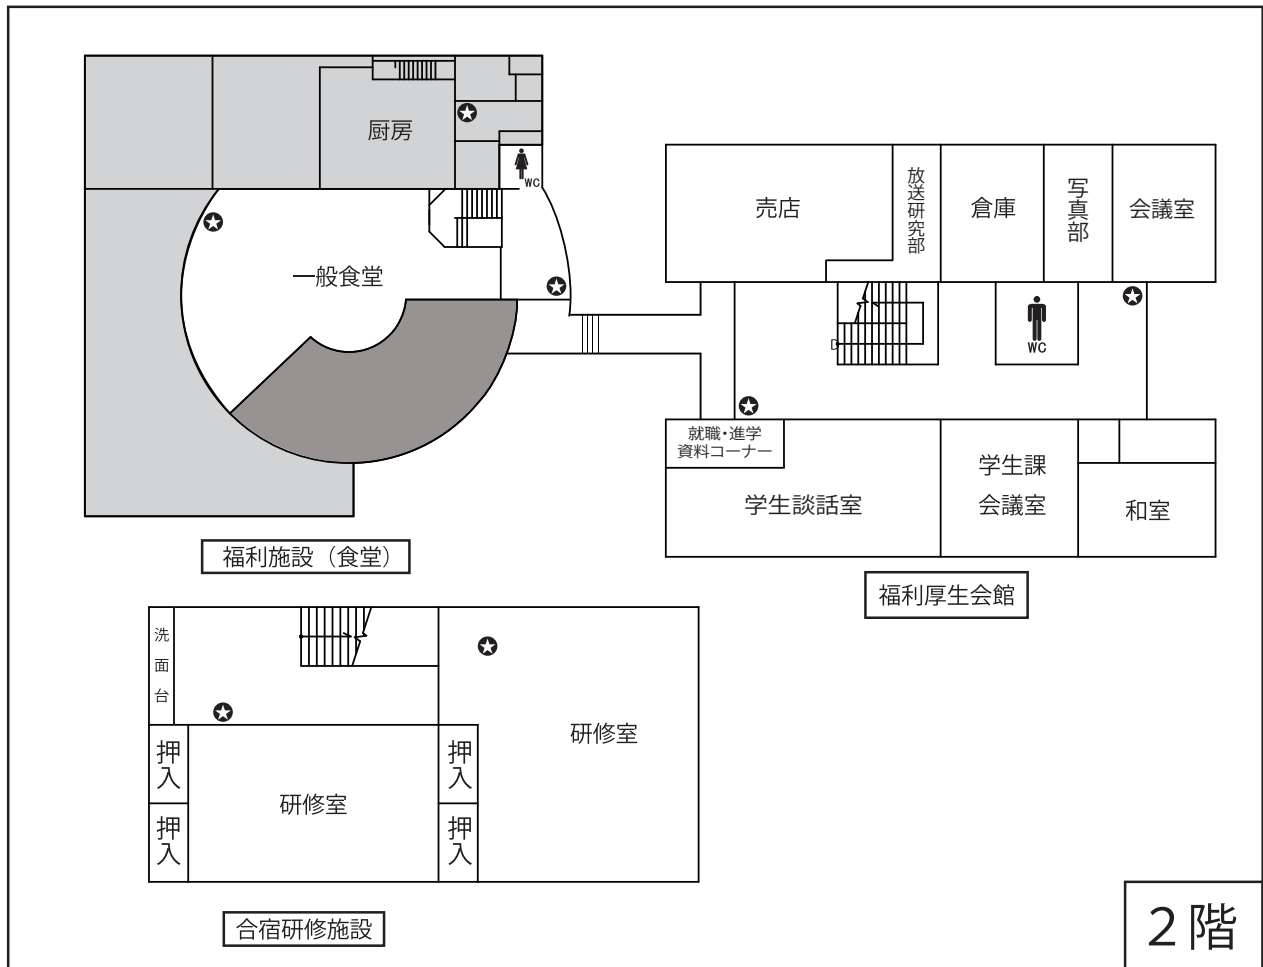 厨房
WC
一般食堂
福利施設（食堂）
売店
放送研究部
倉庫
写真部
会議室
WC
就職・進学
資料コーナー
学生談話室
学生課
会議室
和室
福利厚生会館
洗面台
押入
押入
研修室
押入
押入
研修室
合宿研修施設
２階